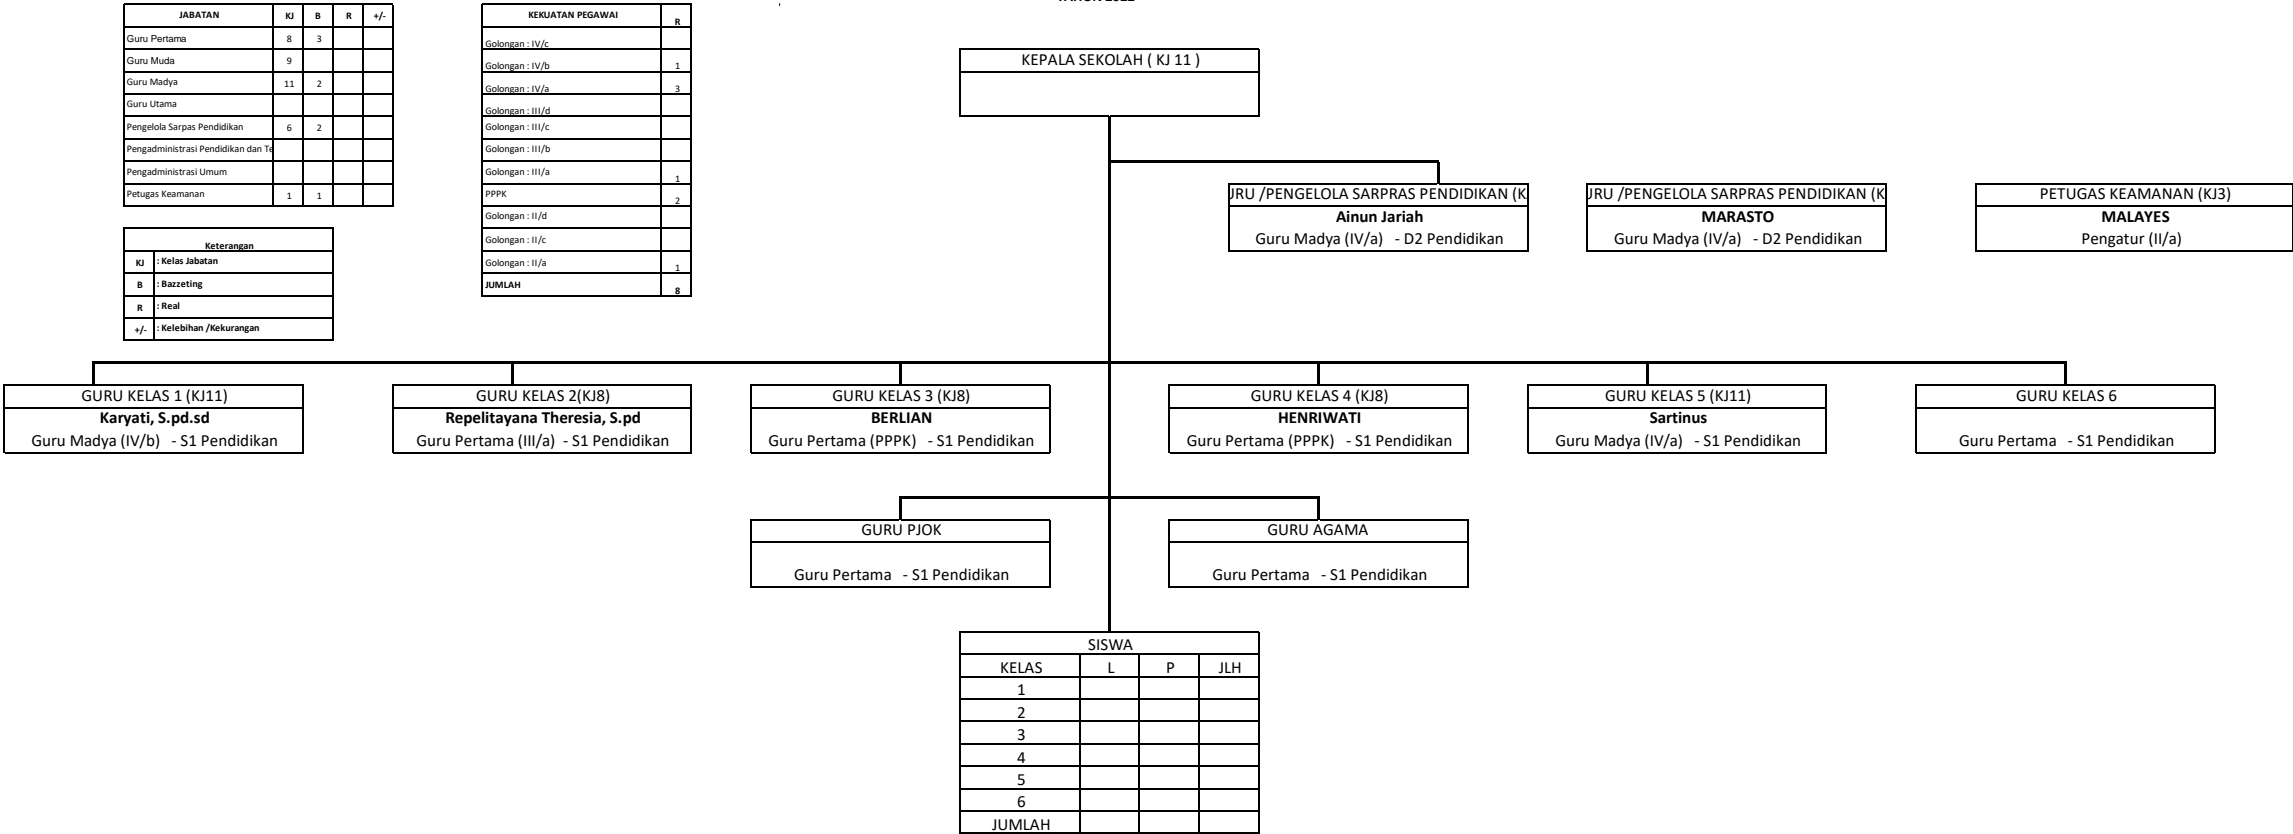 JABATAN KJ B R +/-
Guru Pertama 8 3
Guru Muda 9
Guru Madya 11 2
Guru Utama
Pengelola Sarpas Pendidikan 6 2
Pengadministrasi Pendidikan dan Te
Pengadministrasi Umum
Petugas Keamanan 1 1
Keterangan
KJ : Kelas Jabatan
B : Bazzeting
R : Real
+/- : Kelebihan /Kekurangan
KEKUATAN PEGAWAI R
Golongan : IV/c
Golongan : IV/b 1
Golongan : IV/a 3
Golongan : III/d
Golongan : III/c
Golongan : III/b
Golongan : III/a 1
PPPK 2
Golongan : II/d
Golongan : II/c
Golongan : II/a 1
JUMLAH 8
KEPALA SEKOLAH ( KJ 11 )
URU /PENGELOLA SARPRAS PENDIDIKAN (K
Ainun Jariah
Guru Madya (IV/a) - D2 Pendidikan
URU /PENGELOLA SARPRAS PENDIDIKAN (K
MARASTO
Guru Madya (IV/a) - D2 Pendidikan
PETUGAS KEAMANAN (KJ3)
MALAYES
Pengatur (II/a)
GURU KELAS 1 (KJ11)
Karyati, S.pd.sd
Guru Madya (IV/b) - S1 Pendidikan
GURU KELAS 2(KJ8)
Repelitayana Theresia, S.pd
Guru Pertama (III/a) - S1 Pendidikan
GURU KELAS 3 (KJ8)
BERLIAN
Guru Pertama (PPPK) - S1 Pendidikan
GURU KELAS 4 (KJ8)
HENRIWATI
Guru Pertama (PPPK) - S1 Pendidikan
GURU KELAS 5 (KJ11)
Sartinus
Guru Madya (IV/a) - S1 Pendidikan
GURU KELAS 6
Guru Pertama - S1 Pendidikan
GURU PJOK
Guru Pertama - S1 Pendidikan
GURU AGAMA
Guru Pertama - S1 Pendidikan
SISWA
KELAS L P JLH
1
2
3
4
5
6
JUMLAH